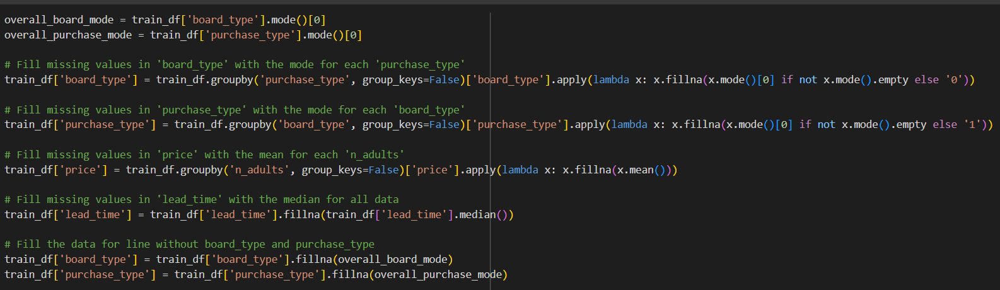 overall_board_mode = train_df['board_type'].mode()[0]
overall_purchase_mode = train_df['purchase_type'].mode()[0]
# Fill missing values in 'board_type' with the mode for each 'purchase_type'
train_df['board_type'] = train_df.groupby('purchase_type', group_keys=False)['board_type'].apply(lambda x: x.fillna(x.mode()[0] if not x.mode().empty else '0'))
# Fill missing values in 'purchase_type' with the mode for each 'board_type'
train_df['purchase_type'] = train_df.groupby('board_type', group_keys=False)['purchase_type'].apply(lambda x: x.fillna(x.mode()[0] if not x.mode().empty else '1'))
# Fill missing values in 'price' with the mean for each 'n_adults'
train_df['price'] = train_df.groupby('n_adults', group_keys=False)['price'].apply(lambda x: x.fillna(x.mean()))
# Fill missing values in 'lead_time' with the median for all data
train_df['lead_time'] = train_df['lead_time'].fillna(train_df['lead_time'].median())
# Fill the data for line without board_type and purchase_type
train_df['board_type'] = train_df['board_type'].fillna(overall_board_mode)
train_df['purchase_type'] = train_df['purchase_type'].fillna(overall_purchase_mode)